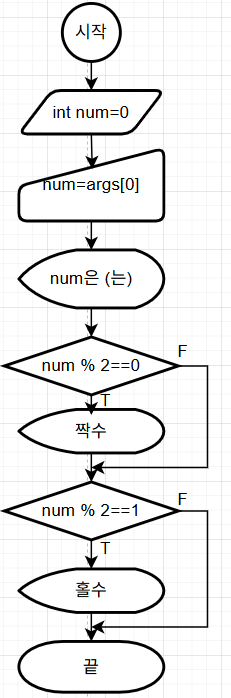 시작
int num=0
num=args[0]
num은 (는)
num % 2==0
F
T
짝수
num % 2==1
F
T
홀수
끝